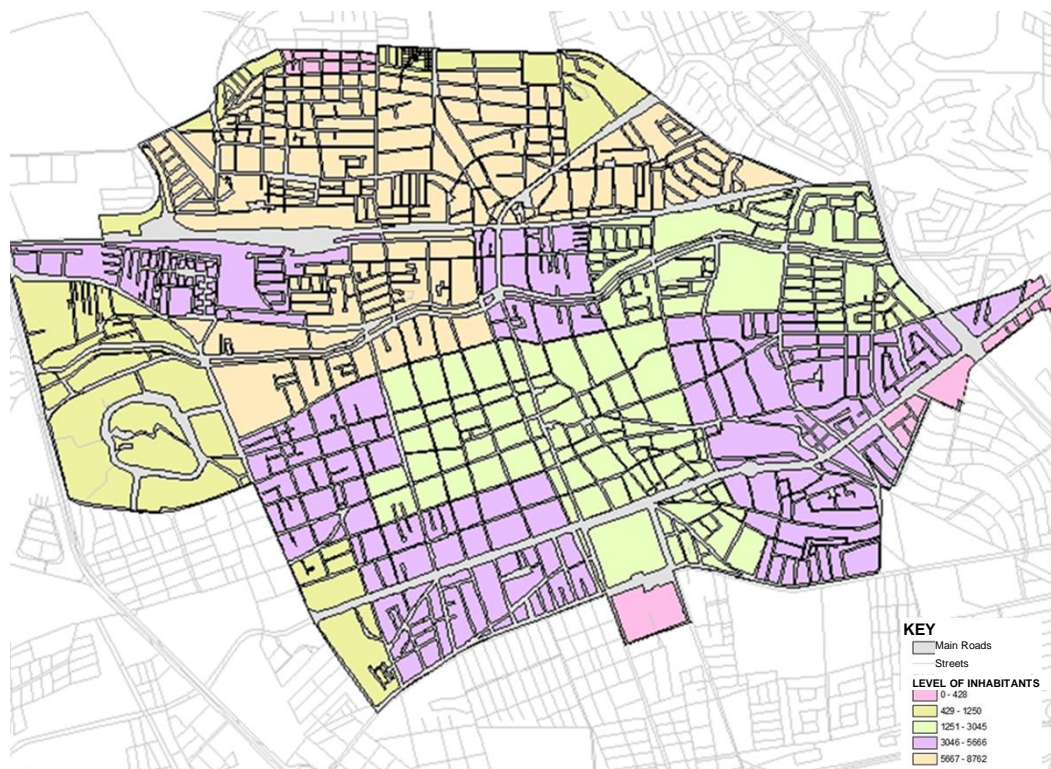 KEY
Main Roads
Streets
LEVEL OF INHABITANTS
0 - 428
429 - 1250
1251 - 3045
3046 - 5666
5667 - 8762